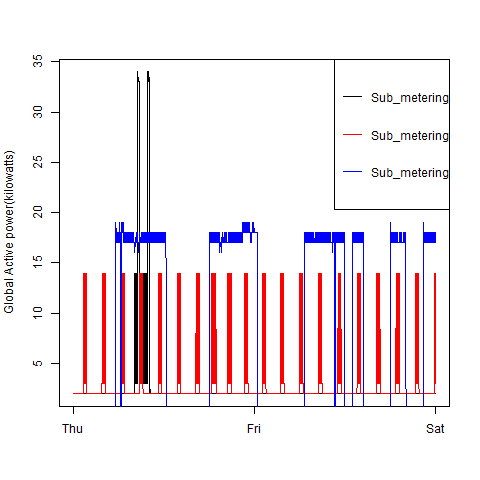 Global Active power(kilowatts)
35
30
25
20
15
10
5
Thu
Fri
Sat
Sub_metering
Sub_metering
Sub_metering